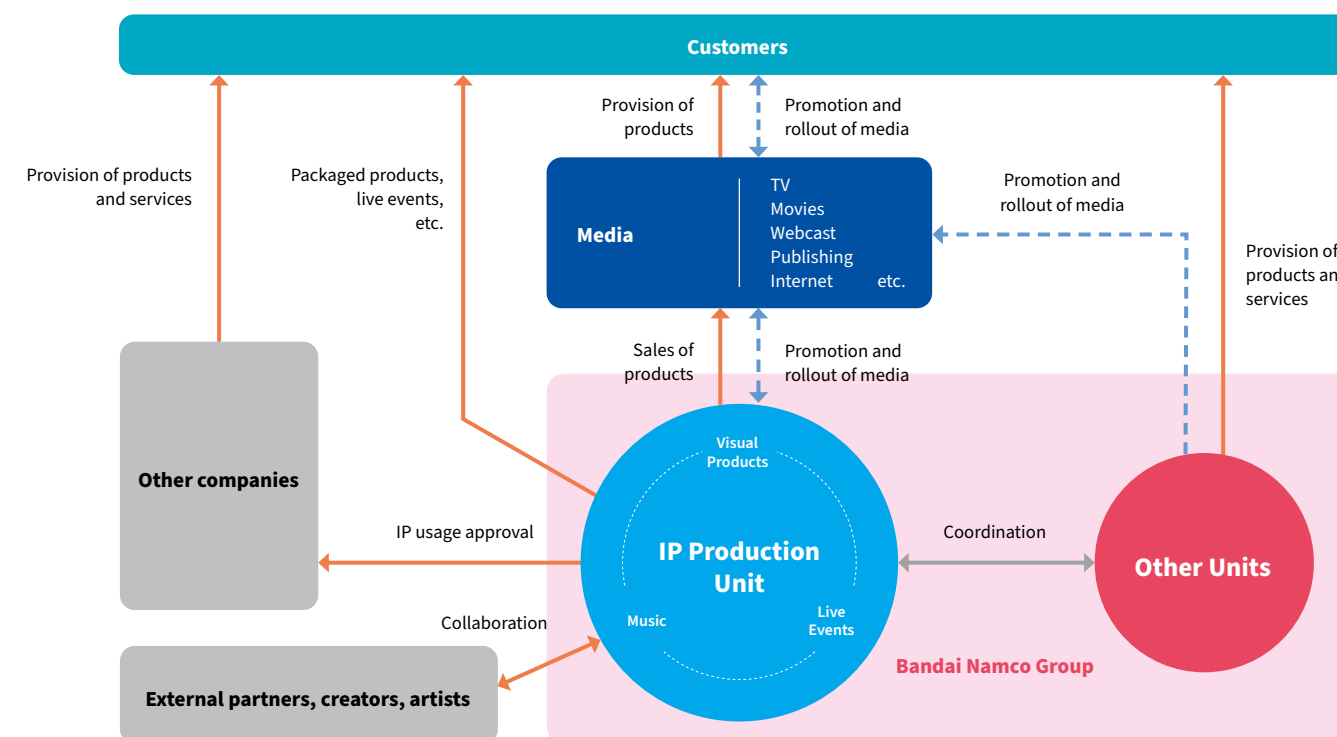 Customers
Provision of
products
Promotion and
rollout of media
Provision of products
and services
Packaged products,
live events,
etc.
Media
TV
Movies
Webcast
Publishing
Internet etc.
Promotion and
rollout of media
Provision of
products
services
Sales of
products
Promotion and
rollout of media
Other companies
Visual
Products
IP Production
Unit
Music
Live
Events
IP usage approval
Coordination
Other Units
Collaboration
Bandai Namco Group
External partners, creators, artists